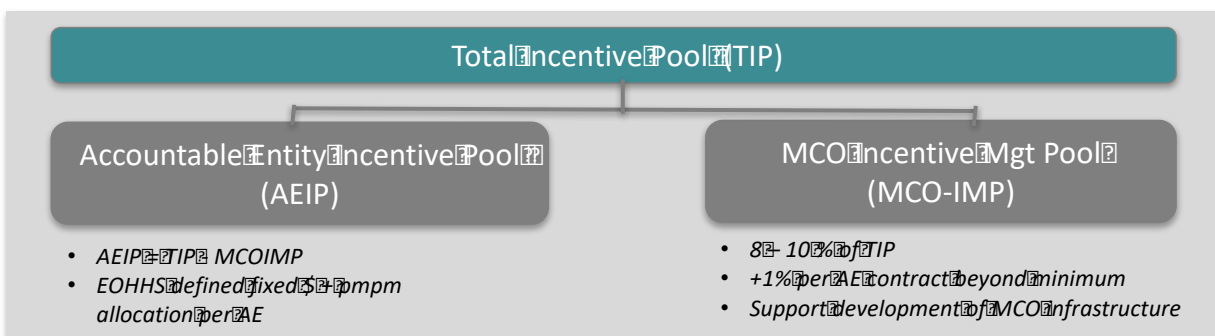 Total Incentive Pool (TIP)
Accountable Entity Incentive Pool
(AEIP)
• AEIP = TIP - MCOIMP
• EOHHS defined fixed $ + pmpm
allocation per AE
MCO Incentive Mgt Pool
(MCO-IMP)
• 8 – 10 % of TIP
• +1% per AE contract beyond minimum
• Support development of MCO infrastructure